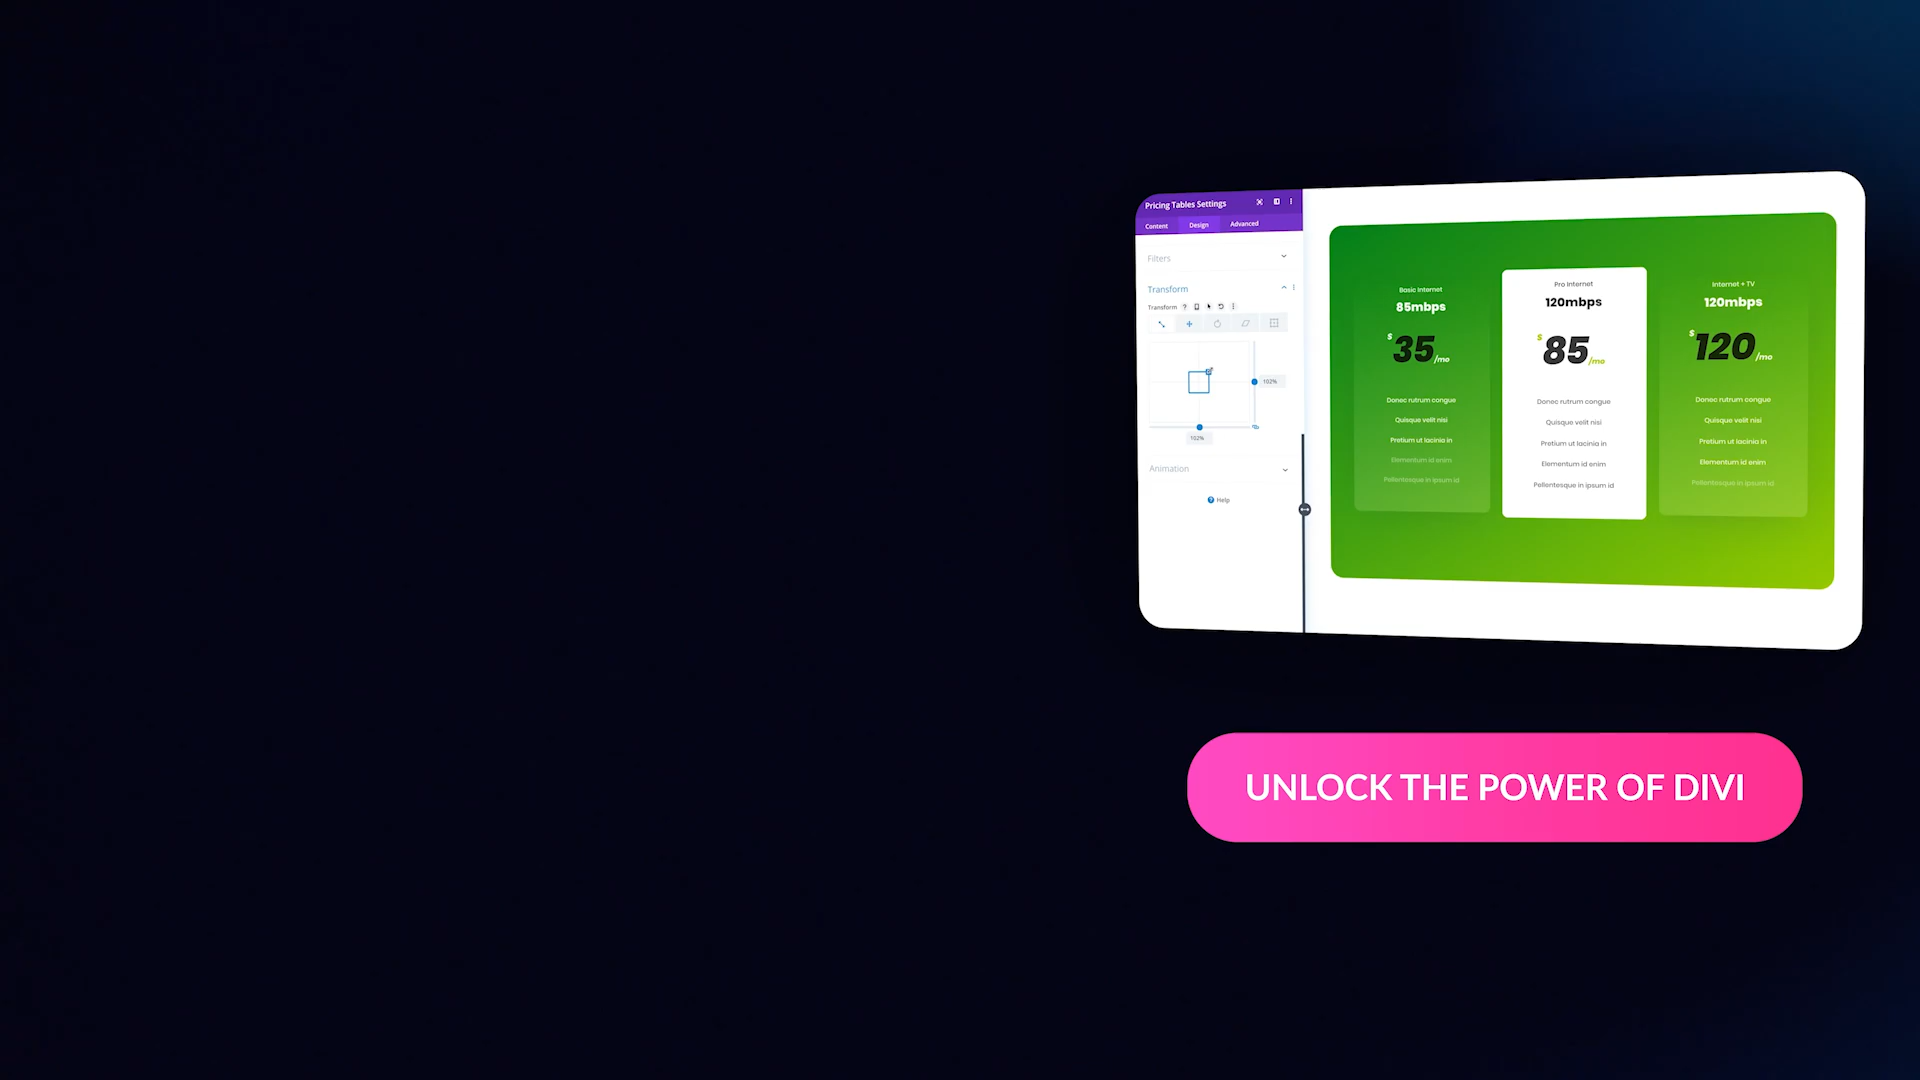 Pricing Tables Settings
Content Design Advanced
Filters
Transform
Transform ?
102%
102%
Animation
? Help
Basic Internet
85mbps
$35/mo
Donec rutrum congue
Quisque velit nisi
Pretium ut lacinia in
Elementum id enim
Pellentesque in ipsum id
Pro Internet
120mbps
$85/mo
Donec rutrum congue
Quisque velit nisi
Pretium ut lacinia in
Elementum id enim
Pellentesque in ipsum id
Internet + TV
120mbps
$120/mo
Donec rutrum congue
Quisque velit nisi
Pretium ut lacinia in
Elementum id enim
Pellentesque in ipsum id
UNLOCK THE POWER OF DIVI